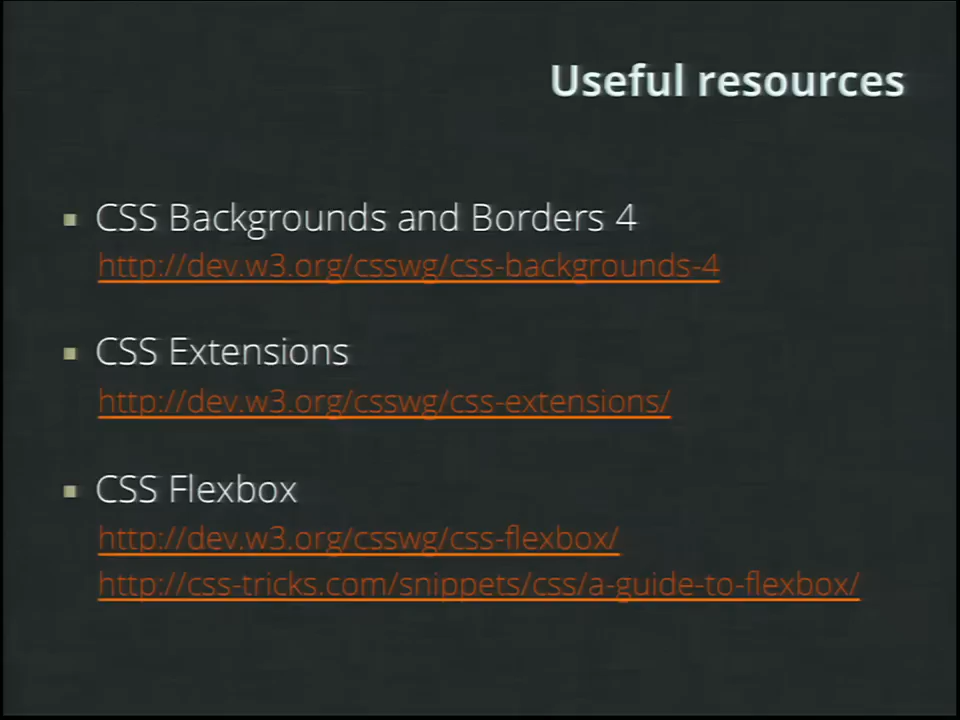 Useful resources
CSS Backgrounds and Borders 4
http://dev.w3.org/csswg/css-backgrounds-4
CSS Extensions
http://dev.w3.org/csswg/css-extensions/
CSS Flexbox
http://dev.w3.org/csswg/css-flexbox/
http://css-tricks.com/snippets/css/a-guide-to-flexbox/